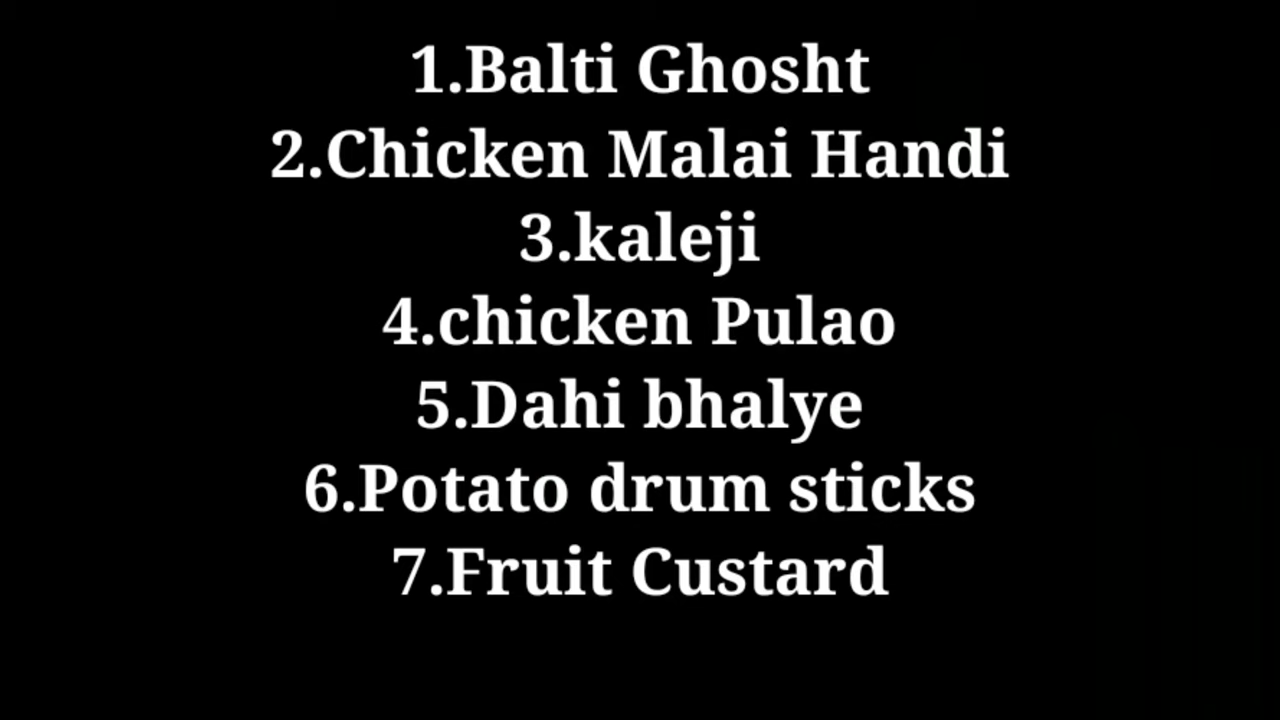 1.Balti Ghosht
2.Chicken Malai Handi
3.kaleji
4.chicken Pulao
5.Dahi bhalye
6.Potato drum sticks
7.Fruit Custard